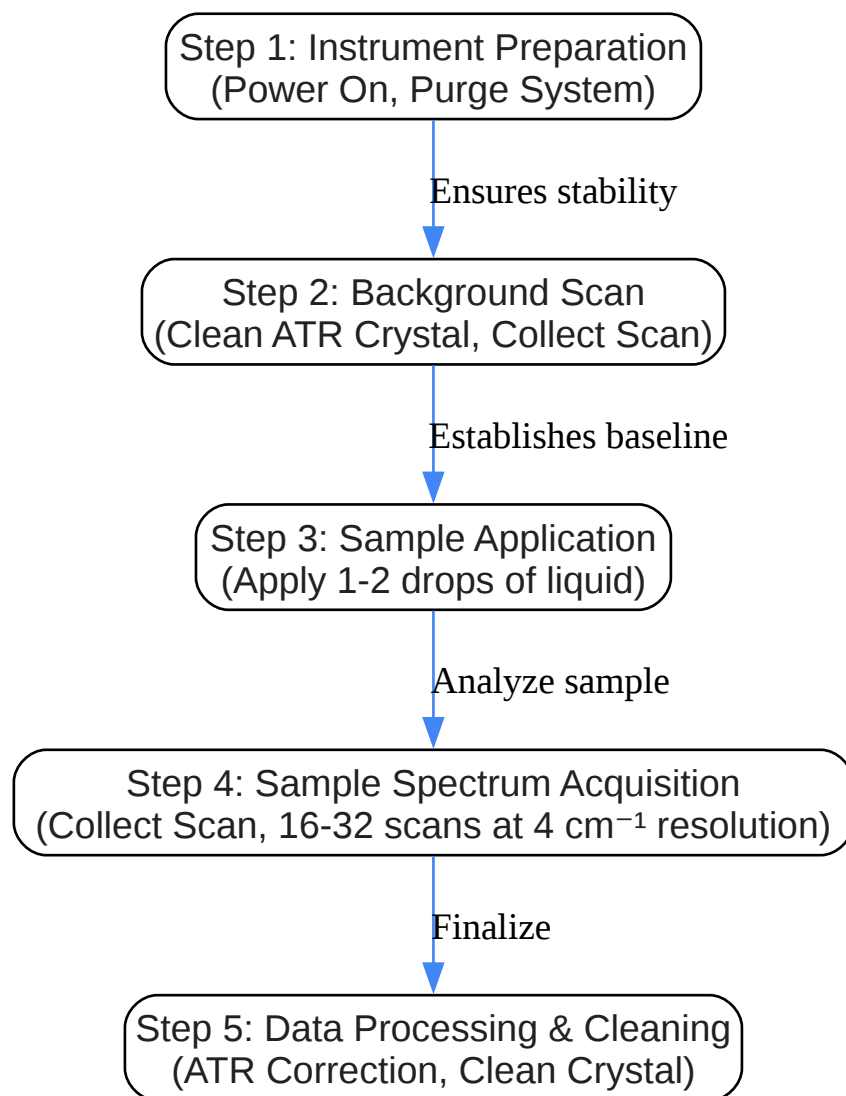 Step 1: Instrument Preparation
(Power On, Purge System)
Ensures stability
Step 2: Background Scan
(Clean ATR Crystal, Collect Scan)
Establishes baseline
Step 3: Sample Application
(Apply 1-2 drops of liquid)
Analyze sample
Step 4: Sample Spectrum Acquisition
(Collect Scan, 16-32 scans at 4 cm⁻¹ resolution)
Finalize
Step 5: Data Processing & Cleaning
(ATR Correction, Clean Crystal)